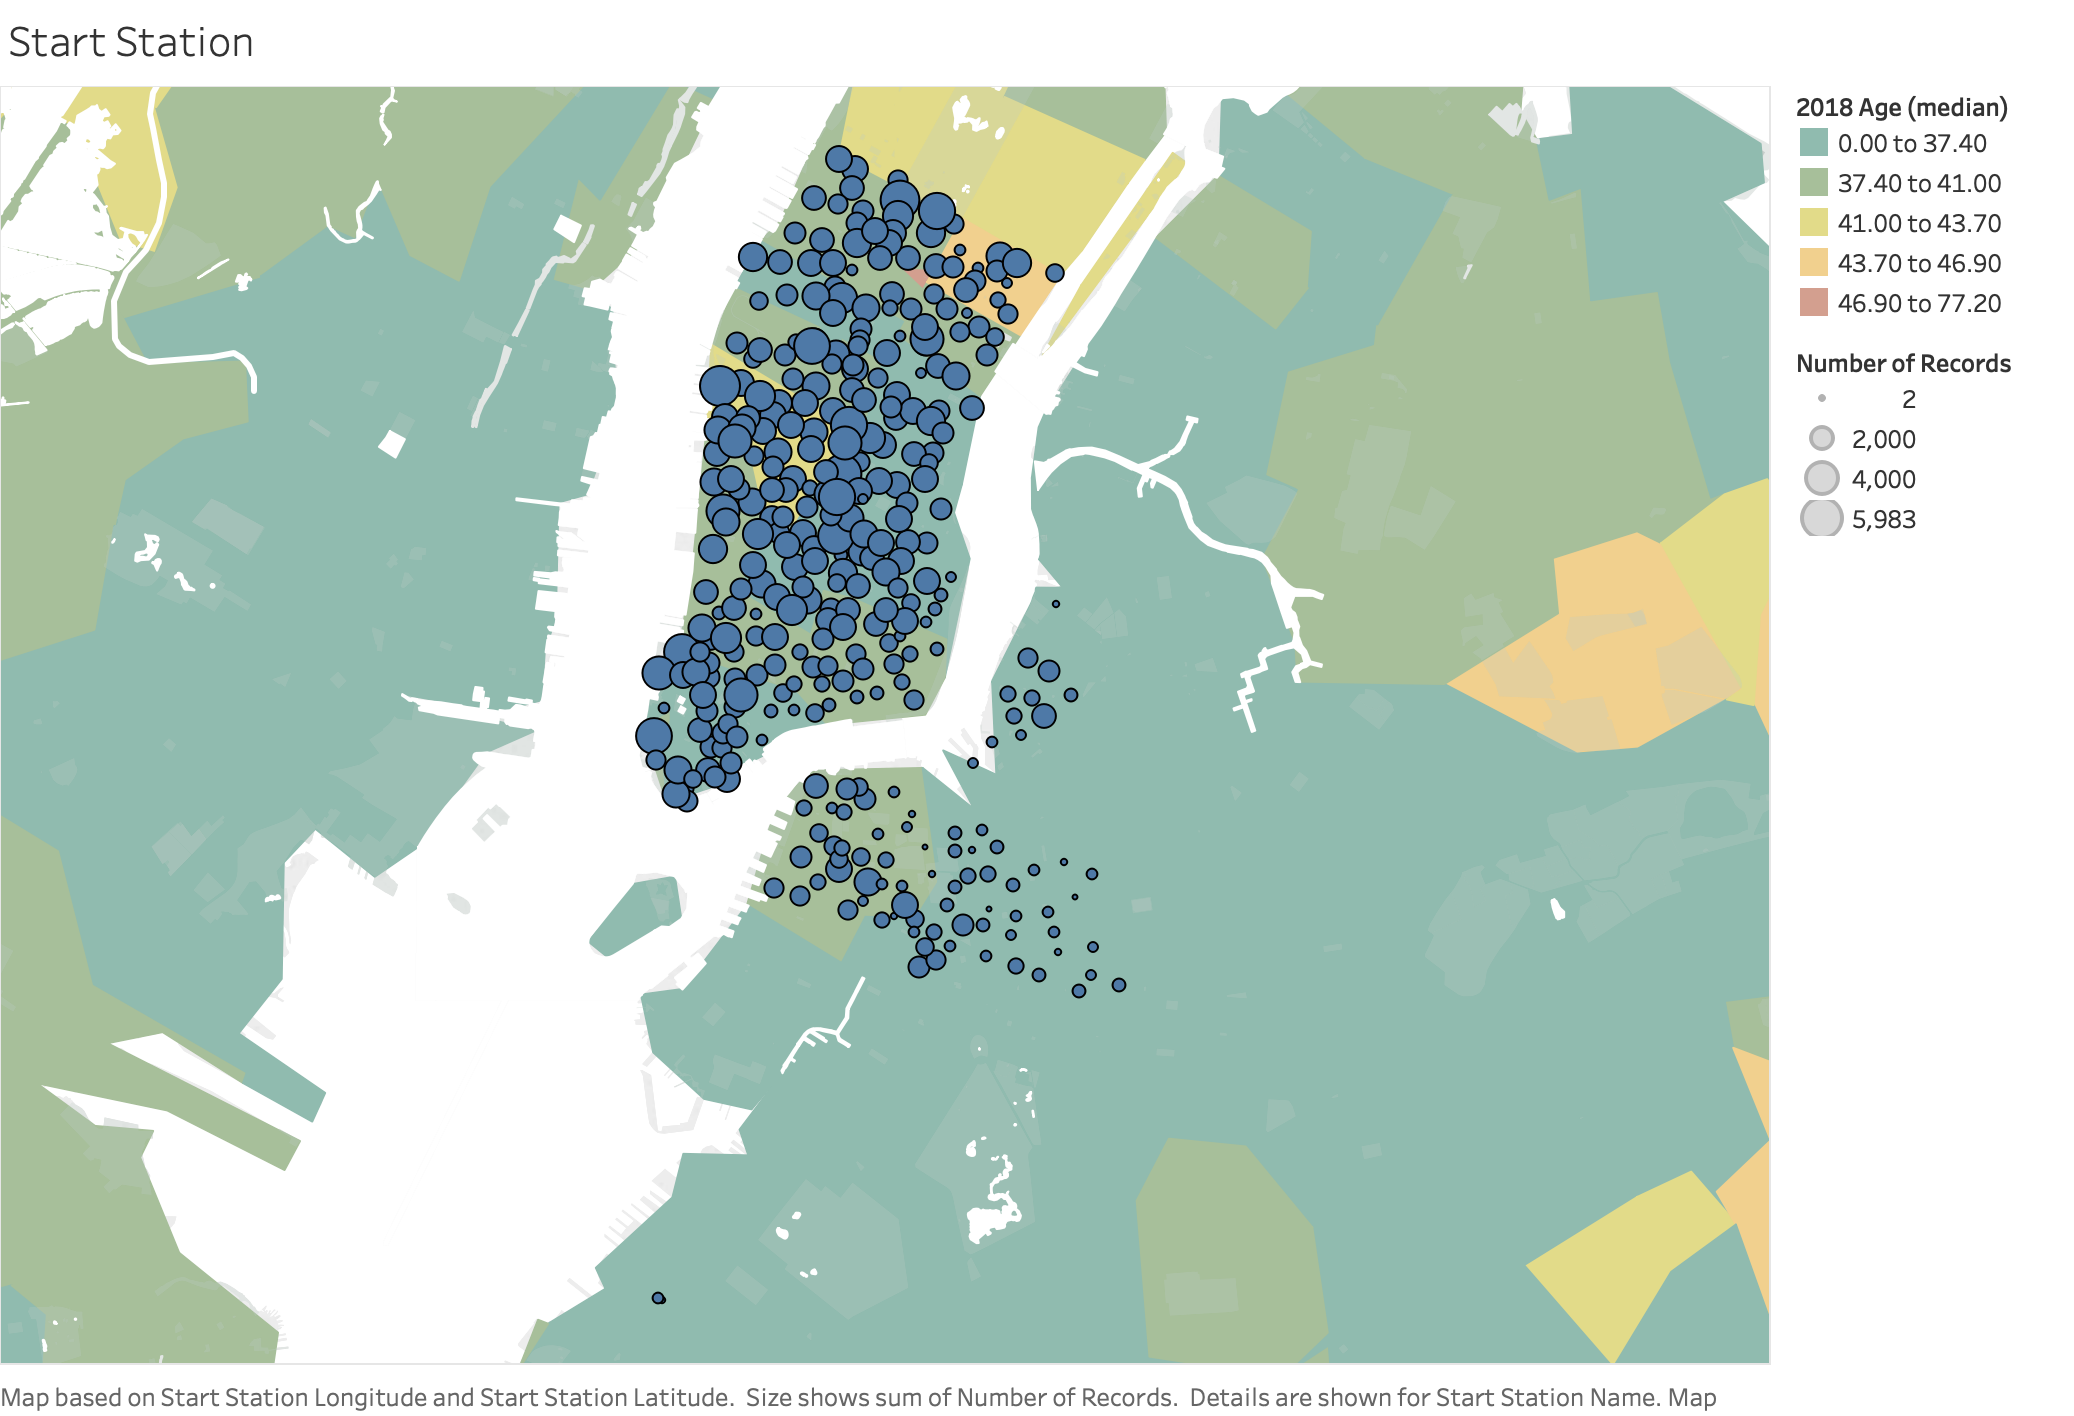 Start Station
2018 Age (median)
0.00 to 37.40
37.40 to 41.00
41.00 to 43.70
43.70 to 46.90
46.90 to 77.20
Number of Records
2
2,000
4,000
5,983
Map based on Start Station Longitude and Start Station Latitude.  Size shows sum of Number of Records.  Details are shown for Start Station Name. Map